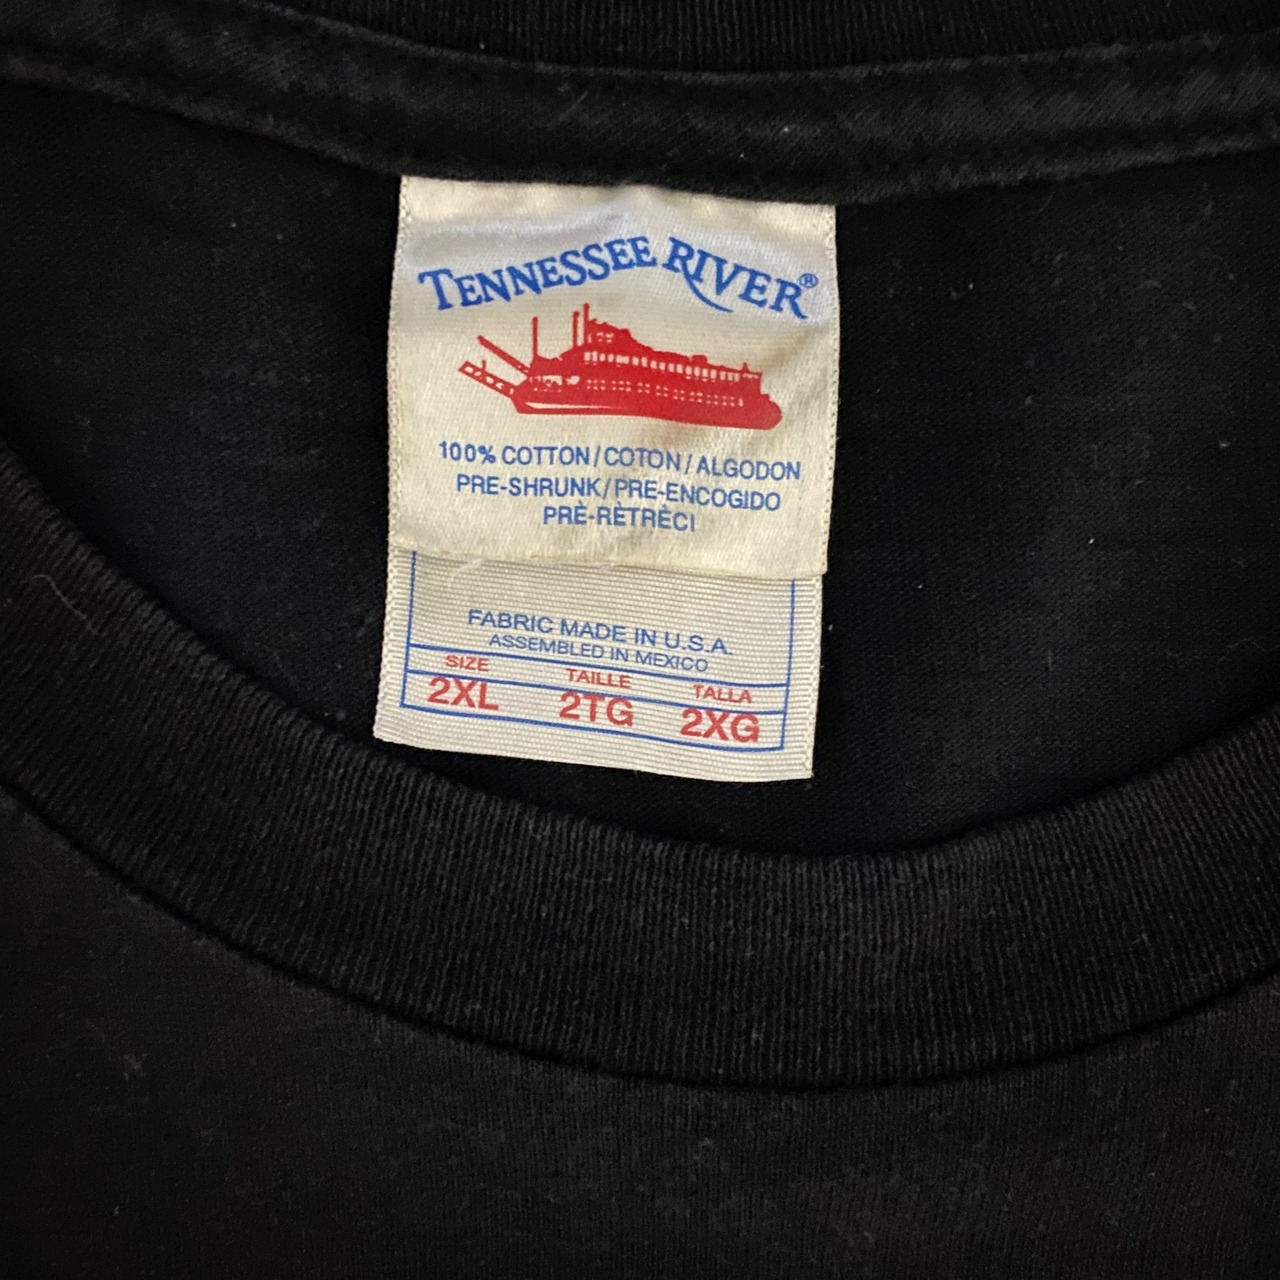 TENNESSEE RIVER®
100% COTTON/COTON/ALGODON
PRE-SHRUNK/PRE-ENCOGIDO
PRÈ-RÈTRÈCI
FABRIC MADE IN U.S.A.
ASSEMBLED IN MEXICO
SIZE TAILLE TALLA
2XL 2TG 2XG